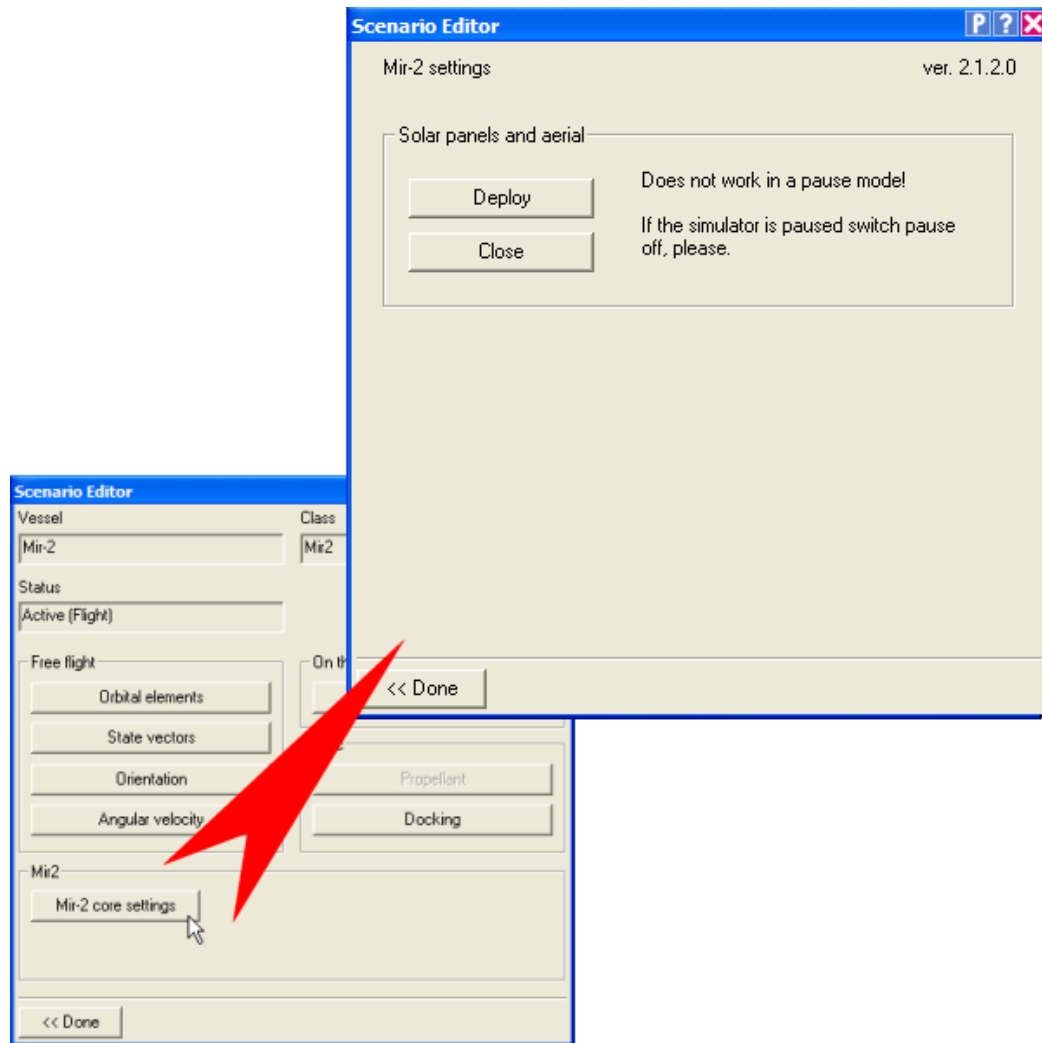 Scenario Editor
P ? X
Mir-2 settings
ver. 2.1.2.0
Solar panels and aerial
Deploy
Does not work in a pause mode!
If the simulator is paused switch pause
off, please.
Close
<< Done
Scenario Editor
Vessel
Class
Mir-2
Mir2
Status
Active (Flight)
Free flight
On th
Orbital elements
State vectors
Orientation
Propellant
Angular velocity
Docking
Mir2
Mir-2 core settings
<< Done